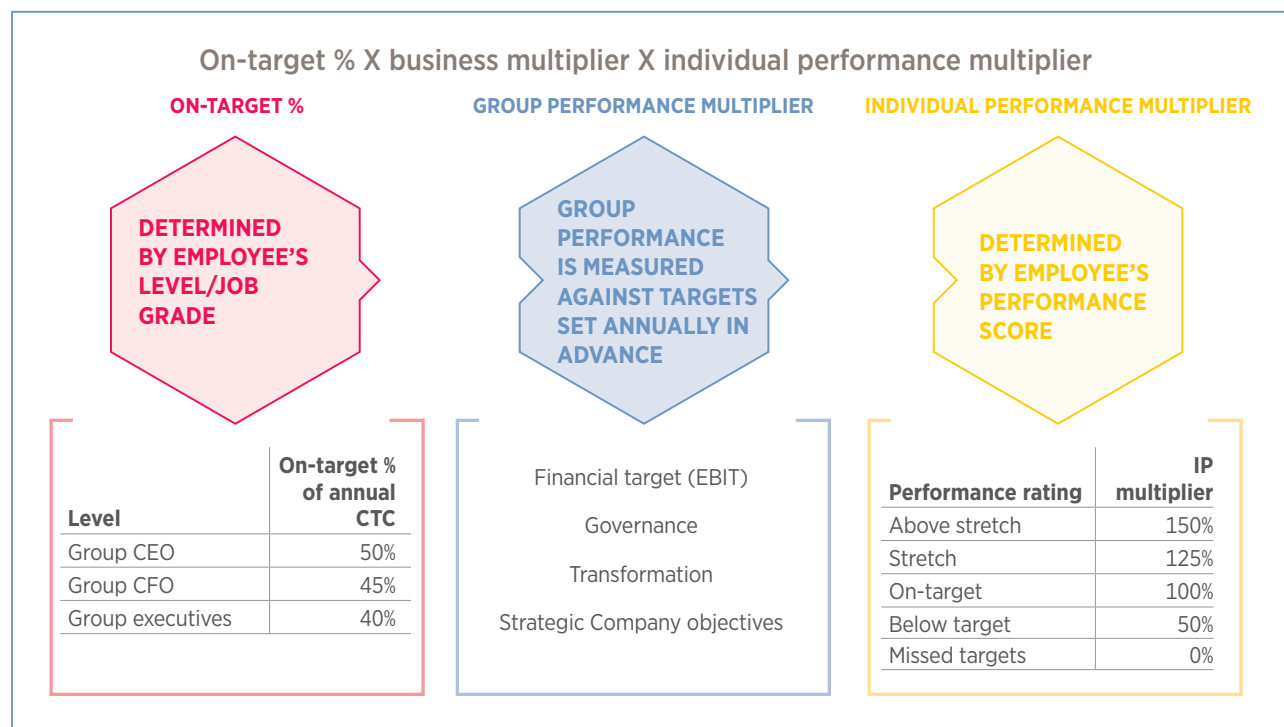 On-target % X business multiplier X individual performance multiplier
ON-TARGET %
DETERMINED
BY EMPLOYEE’S
LEVEL/JOB
GRADE
Level On-target %
of annual
CTC
Group CEO 50%
Group CFO 45%
Group executives 40%
GROUP PERFORMANCE MULTIPLIER
GROUP
PERFORMANCE
IS MEASURED
AGAINST TARGETS
SET ANNUALLY IN
ADVANCE
Financial target (EBIT)
Governance
Transformation
Strategic Company objectives
INDIVIDUAL PERFORMANCE MULTIPLIER
DETERMINED
BY EMPLOYEE’S
PERFORMANCE
SCORE
Performance rating IP
multiplier
Above stretch 150%
Stretch 125%
On-target 100%
Below target 50%
Missed targets 0%